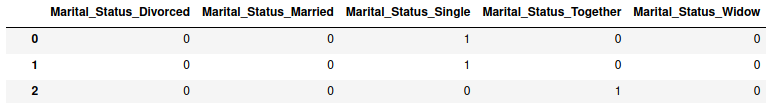 Marital_Status_Divorced Marital_Status_Married Marital_Status_Single Marital_Status_Together Marital_Status_Widow
0 0 0 1 0 0
1 0 0 1 0 0
2 0 0 0 1 0